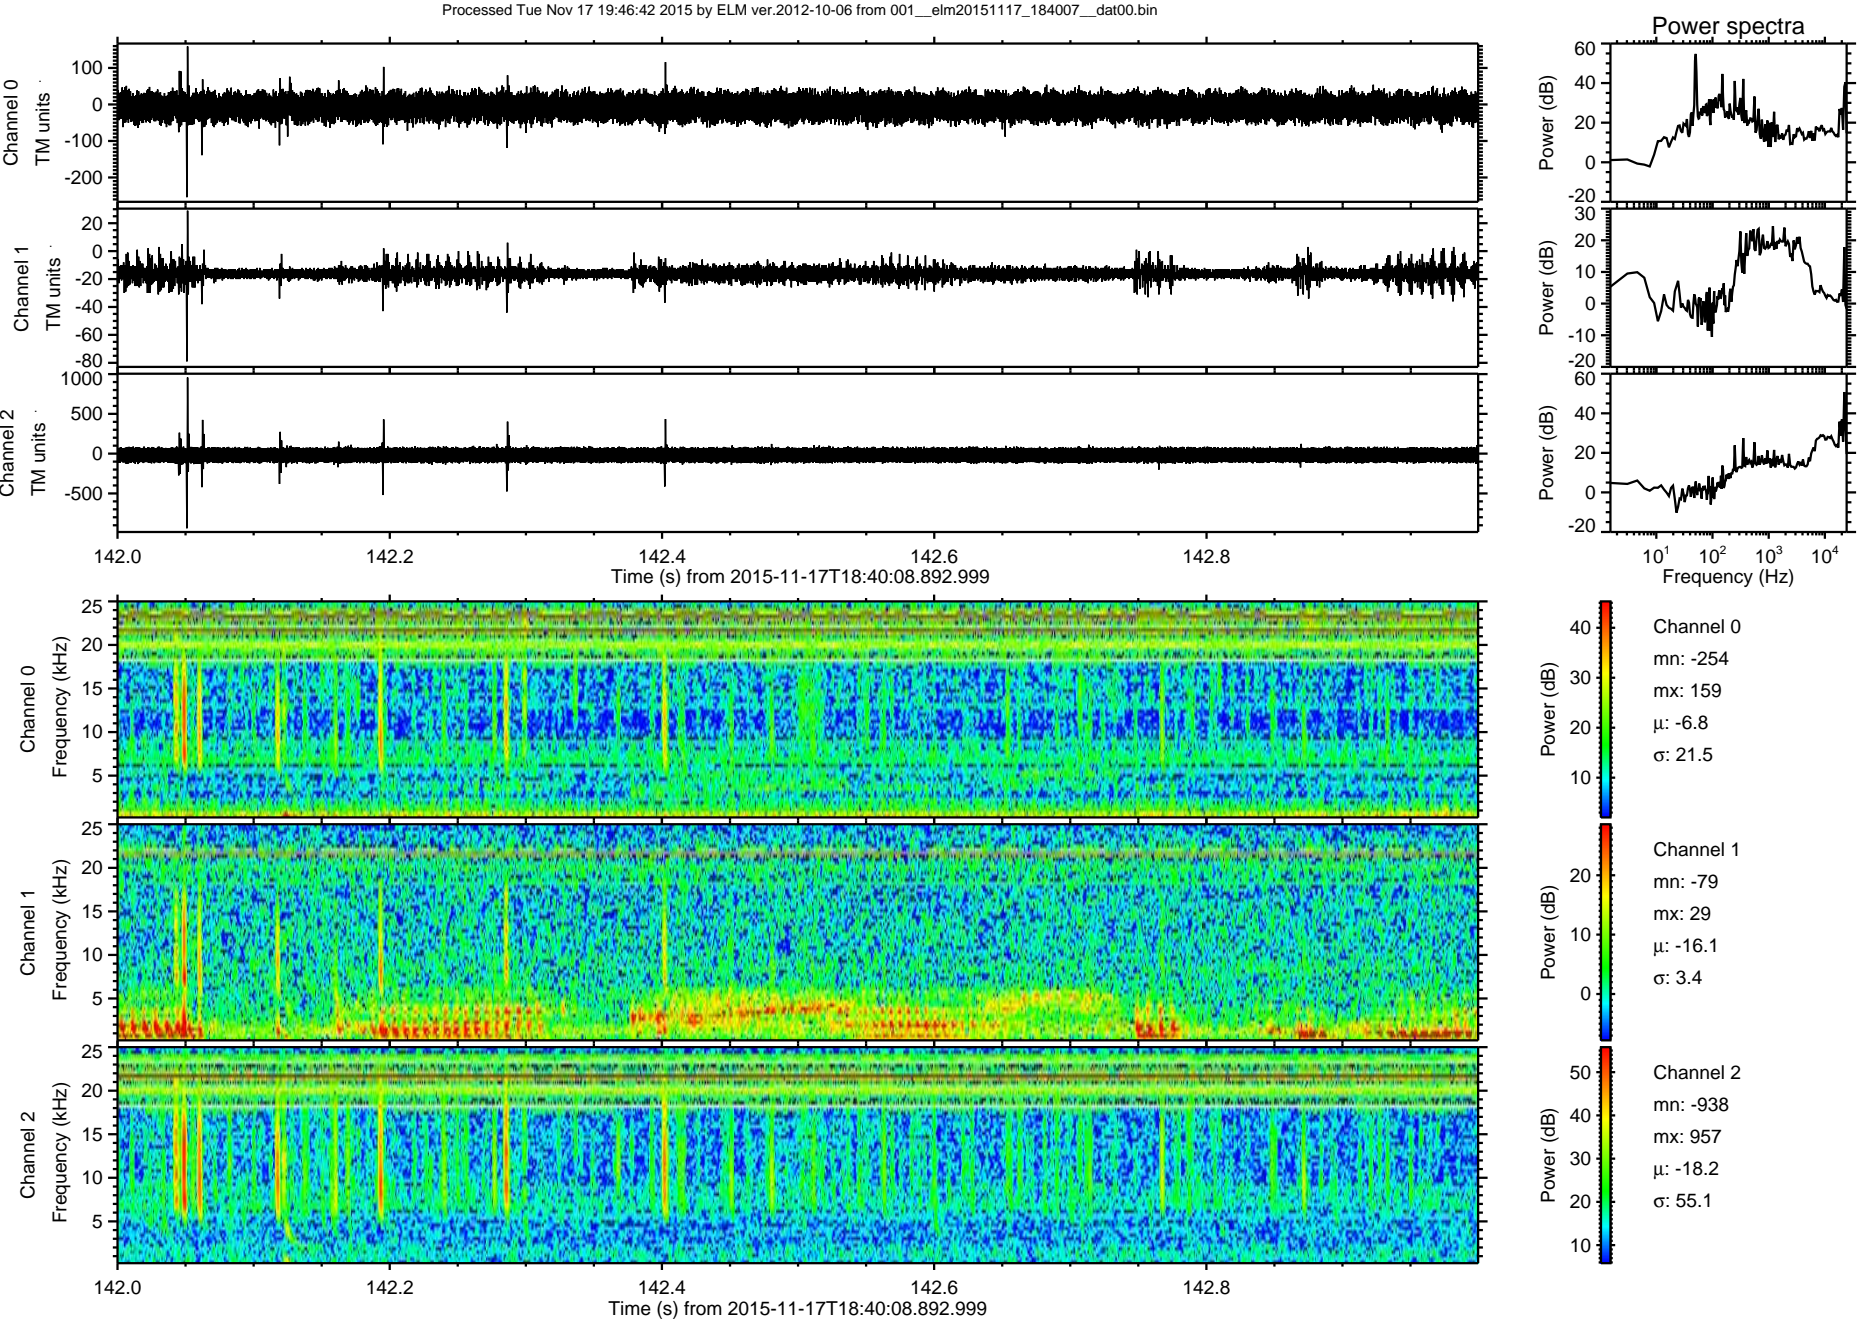 Processed Tue Nov 17 19:46:42 2015 by ELM ver.2012-10-06 from 001__elm20151117_184007__dat00.bin
Power spectra
Channel 0
TM units
100
0
-100
-200
Power (dB)
60
40
20
0
-20
Channel 1
TM units
20
0
-20
-40
-60
-80
Power (dB)
30
20
10
0
-10
-20
Channel 2
TM units
1000
500
0
-500
Power (dB)
60
40
20
0
-20
142.0 142.2 142.4 142.6 142.8
Time (s) from 2015-11-17T18:40:08.892.999
10^1 10^2 10^3 10^4
Frequency (Hz)
Channel 0
Frequency (kHz)
25
20
15
10
5
Power (dB)
40
30
20
10
Channel 0
mn: -254
mx: 159
μ: -6.8
σ: 21.5
Channel 1
Frequency (kHz)
25
20
15
10
5
Power (dB)
20
10
0
Channel 1
mn: -79
mx: 29
μ: -16.1
σ: 3.4
Channel 2
Frequency (kHz)
25
20
15
10
5
Power (dB)
50
40
30
20
10
Channel 2
mn: -938
mx: 957
μ: -18.2
σ: 55.1
142.0 142.2 142.4 142.6 142.8
Time (s) from 2015-11-17T18:40:08.892.999